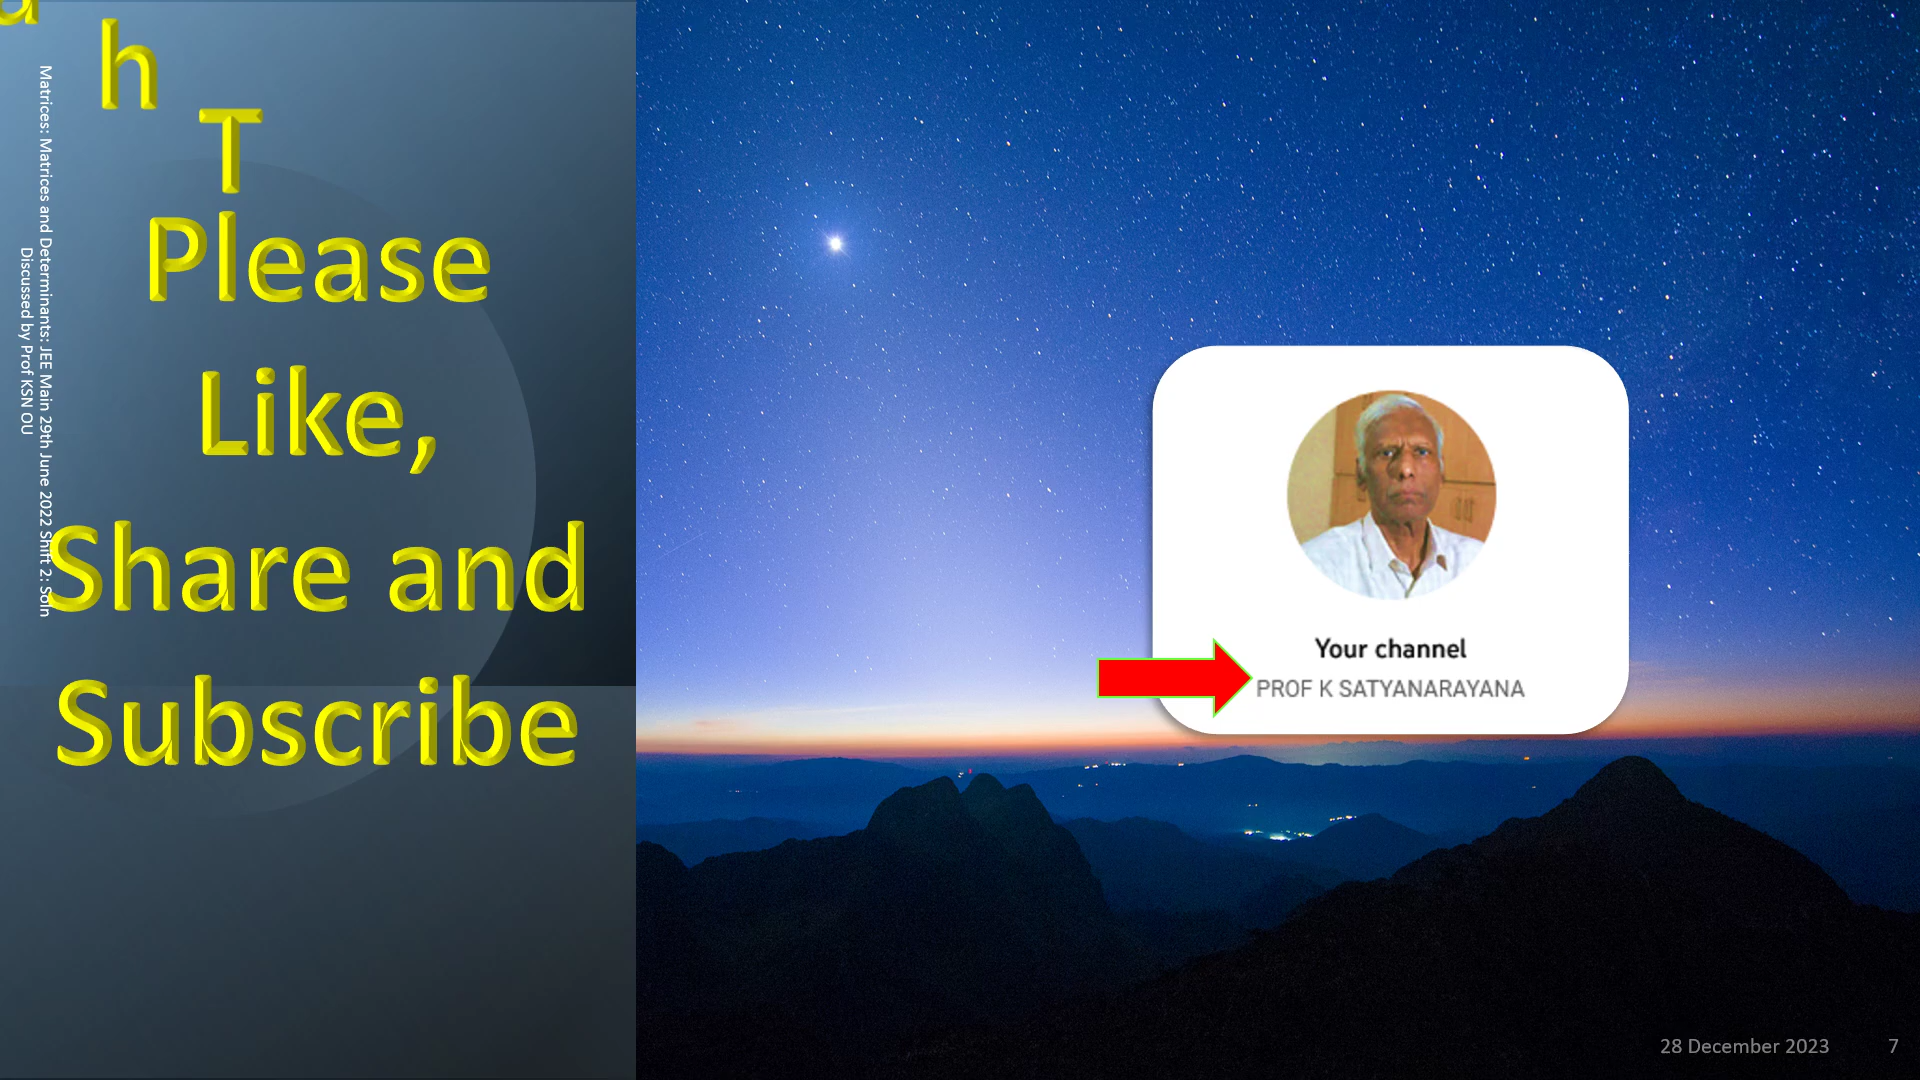 h
T
Please
Like,
Share and
Subscribe
Matrices: Matrices and Determinants: JEE Main 29th June 2022 Shift 2: Soln
Discussed by Prof KSN OU
Your channel
PROF K SATYANARAYANA
28 December 2023
7